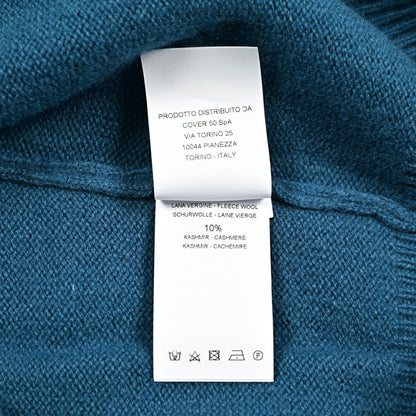 PRODOTTO DISTRIBUITO DA:
COVER 50 SpA
VIA TORINO 25
10044 PIANEZZA
TORINO - ITALY
LANA VERGINE - FLEECE WOOL
SCHURWOLLE - LAINE VIERGE
10%
KASHMIR - CASHMERE
KASHMIR - CACHEMIRE
P